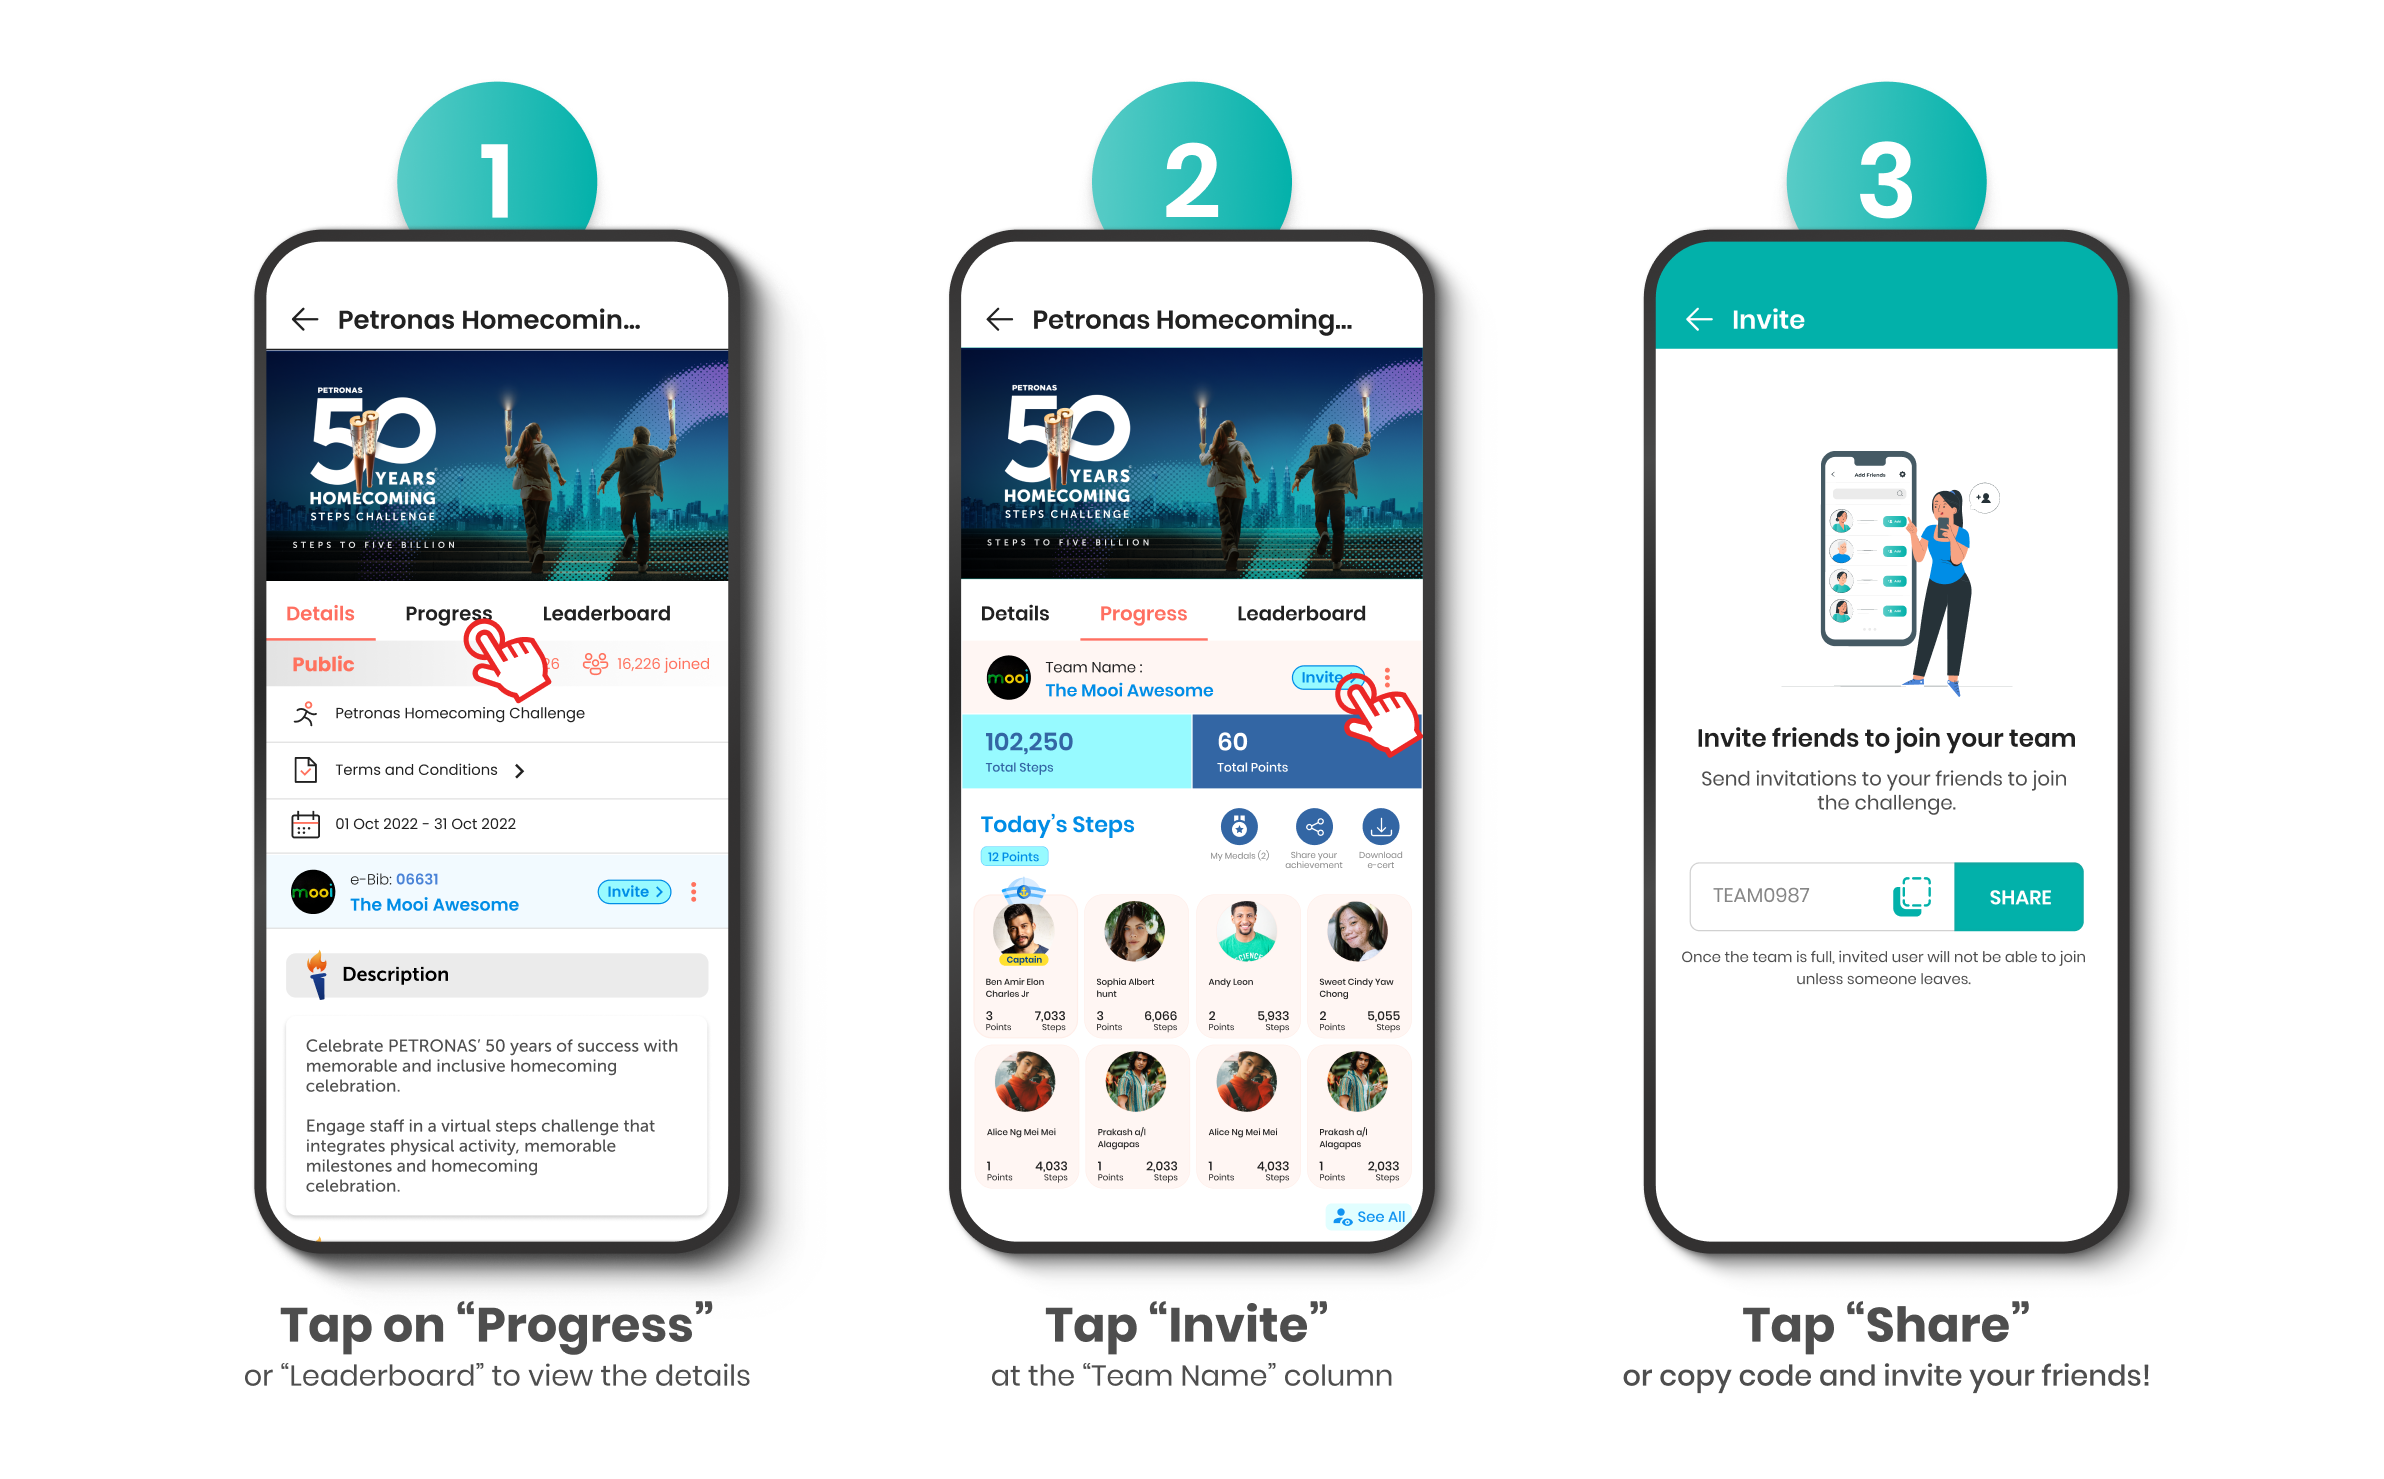 1
Petronas Homecomin...
PETRONAS
50
YEARS
HOMECOMING
STEPS CHALLENGE
STEPS TO FIVE BILLION
Details Progress Leaderboard
Public 26 16,226 joined
Petronas Homecoming Challenge
Terms and Conditions >
01 Oct 2022 - 31 Oct 2022
mooi
e-Bib: 06631
The Mooi Awesome
Invite >
Description
Celebrate PETRONAS' 50 years of success with
memorable and inclusive homecoming
celebration.
Engage staff in a virtual steps challenge that
integrates physical activity, memorable
milestones and homecoming
celebration.
Tap on “Progress”
or “Leaderboard” to view the details
2
Petronas Homecoming...
PETRONAS
50
YEARS
HOMECOMING
STEPS CHALLENGE
STEPS TO FIVE BILLION
Details Progress Leaderboard
mooi
Team Name :
The Mooi Awesome
Invite
102,250
Total Steps
60
Total Points
Today's Steps
12 Points
My Medals (2)
Share your
achievement
Download
e-cert
Captain
Ben Amir Elon
Charles Jr
3 7,033
Points Steps
Sophia Albert
hunt
3 6,066
Points Steps
Andy Leon
2 5,933
Points Steps
Sweet Cindy Yaw
Chong
2 5,055
Points Steps
Alice Ng Mei Mei
1 4,033
Points Steps
Prakash a/l
Alagapas
1 2,033
Points Steps
Alice Ng Mei Mei
1 4,033
Points Steps
Prakash a/l
Alagapas
1 2,033
Points Steps
See All
Tap “Invite”
at the “Team Name” column
3
Invite
Add Friends
Add
Add
Add
Add
Invite friends to join your team
Send invitations to your friends to join
the challenge.
TEAM0987
SHARE
Once the team is full, invited user will not be able to join
unless someone leaves.
Tap “Share”
or copy code and invite your friends!